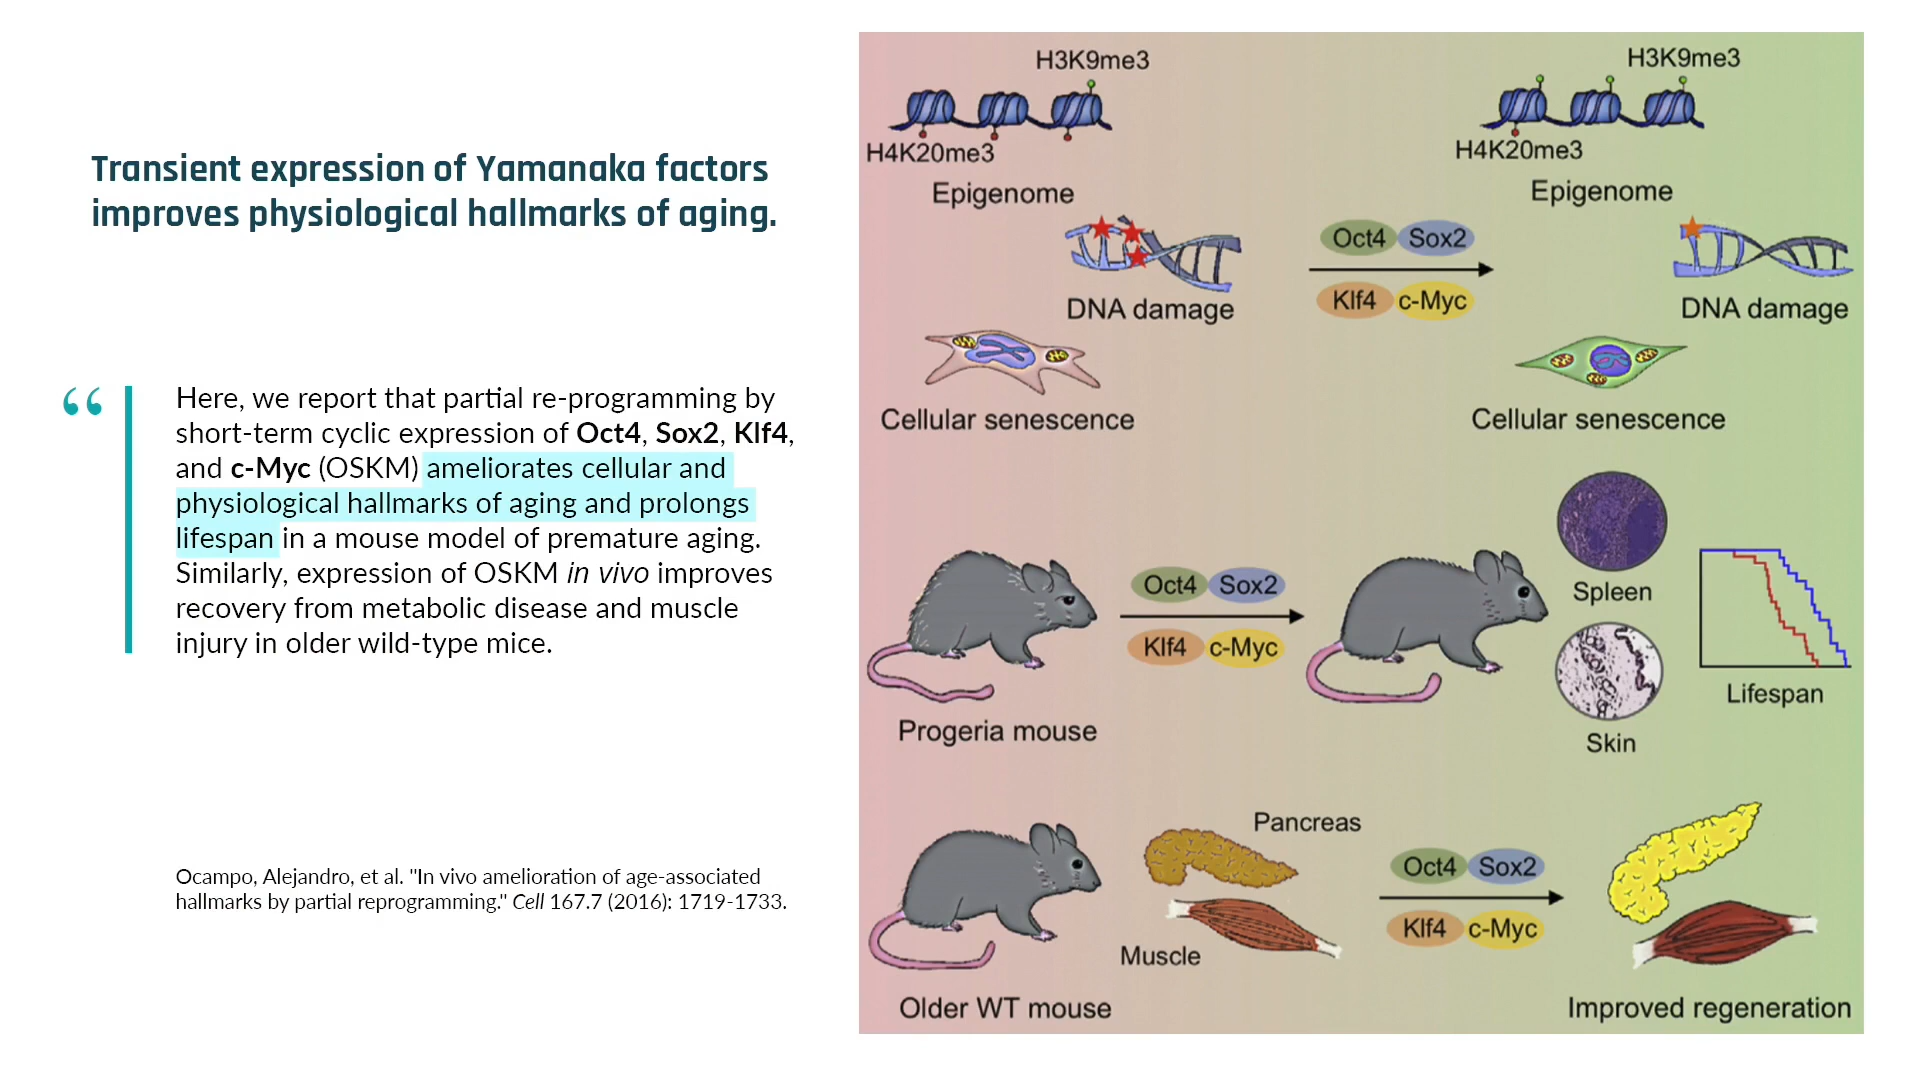 Transient expression of Yamanaka factors
improves physiological hallmarks of aging.
“
Here, we report that partial re-programming by
short-term cyclic expression of Oct4, Sox2, Klf4,
and c-Myc (OSKM) ameliorates cellular and
physiological hallmarks of aging and prolongs
lifespan in a mouse model of premature aging.
Similarly, expression of OSKM in vivo improves
recovery from metabolic disease and muscle
injury in older wild-type mice.
Ocampo, Alejandro, et al. "In vivo amelioration of age-associated
hallmarks by partial reprogramming." Cell 167.7 (2016): 1719-1733.
H3K9me3
H4K20me3
Epigenome
DNA damage
Cellular senescence
Oct4 Sox2
Klf4 c-Myc
H3K9me3
H4K20me3
Epigenome
DNA damage
Cellular senescence
Progeria mouse
Oct4 Sox2
Klf4 c-Myc
Spleen
Skin
Lifespan
Older WT mouse
Pancreas
Muscle
Oct4 Sox2
Klf4 c-Myc
Improved regeneration